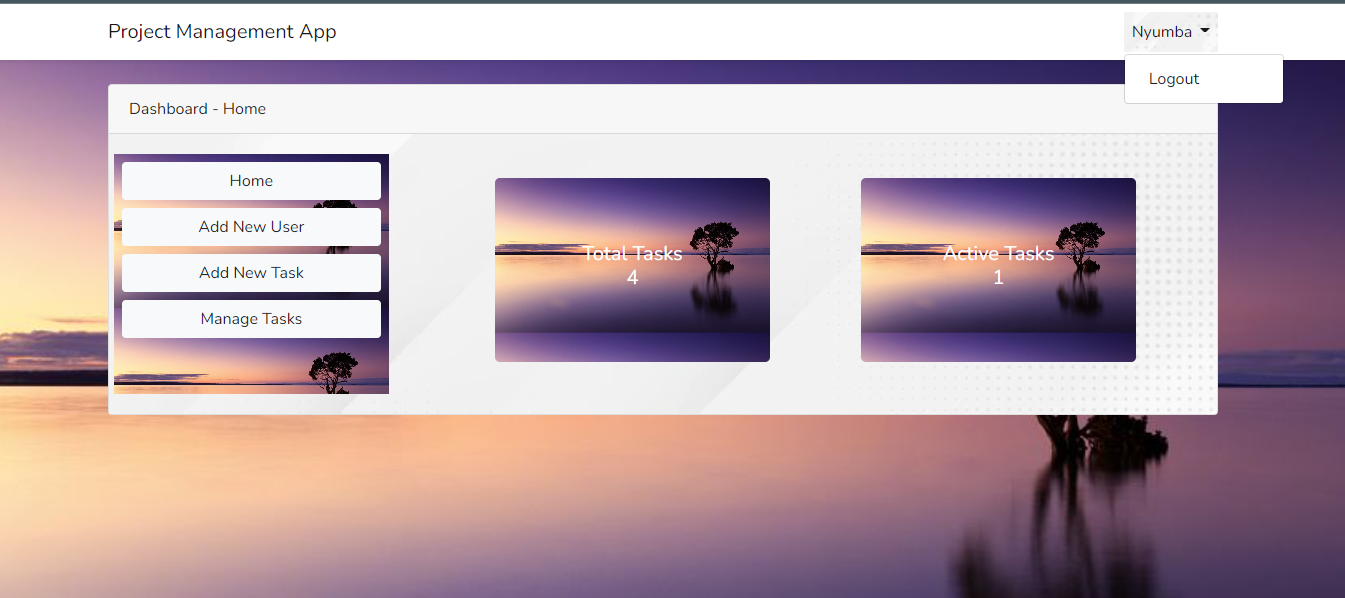 Project Management App
Nyumba
Logout
Dashboard - Home
Home
Add New User
Add New Task
Manage Tasks
Total Tasks
4
Active Tasks
1